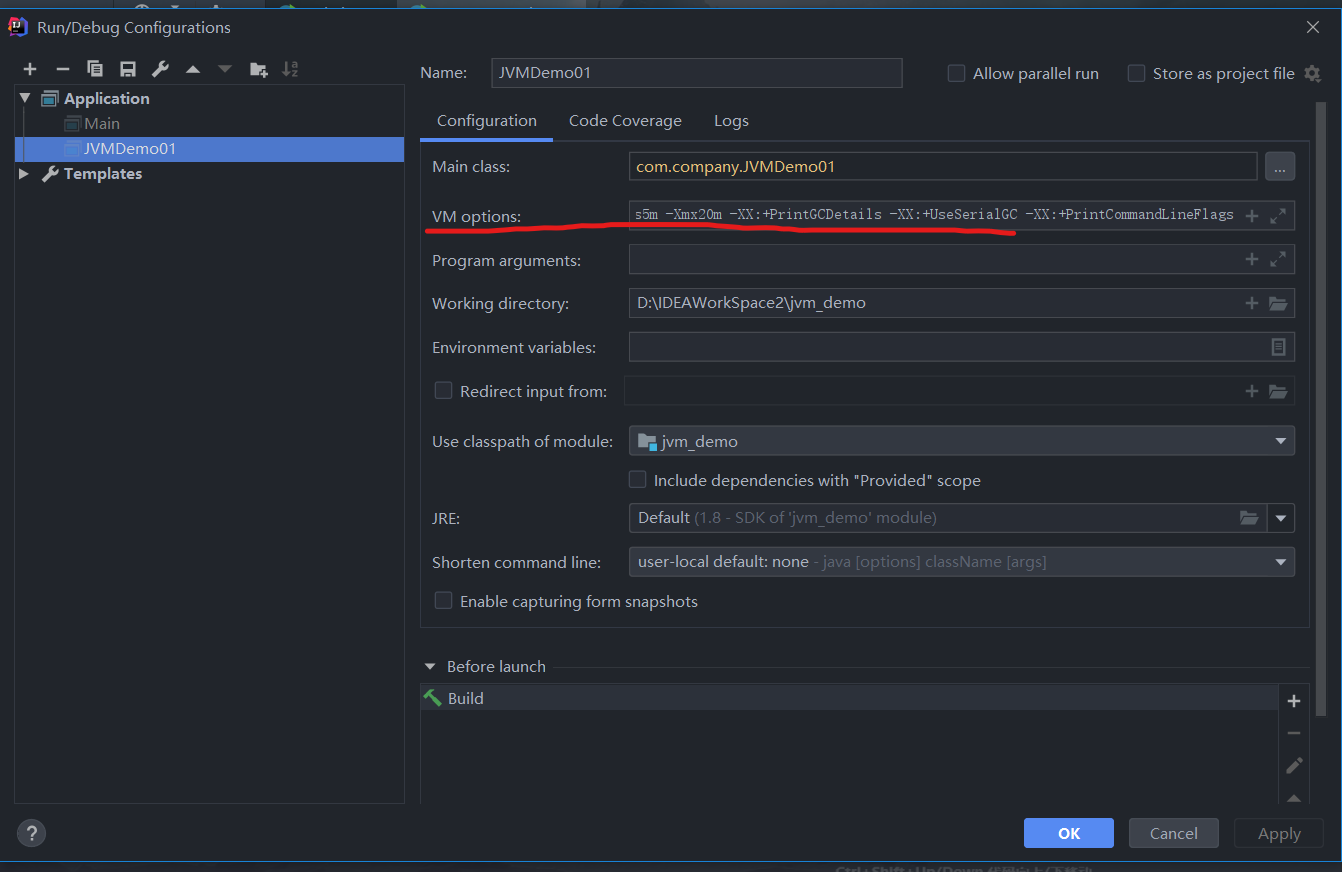 Run/Debug Configurations
Name: JVMDemo01 Allow parallel run Store as project file
Application
Main
JVMDemo01
Templates
Configuration Code Coverage Logs
Main class: com.company.JVMDemo01 ...
VM options: s5m -Xmx20m -XX:+PrintGCDetails -XX:+UseSerialGC -XX:+PrintCommandLineFlags
Program arguments:
Working directory: D:\IDEAWorkSpace2\jvm_demo
Environment variables:
Redirect input from:
Use classpath of module: jvm_demo
Include dependencies with "Provided" scope
JRE: Default (1.8 - SDK of 'jvm_demo' module)
Shorten command line: user-local default: none - java [options] className [args]
Enable capturing form snapshots
Before launch
Build
? OK Cancel Apply